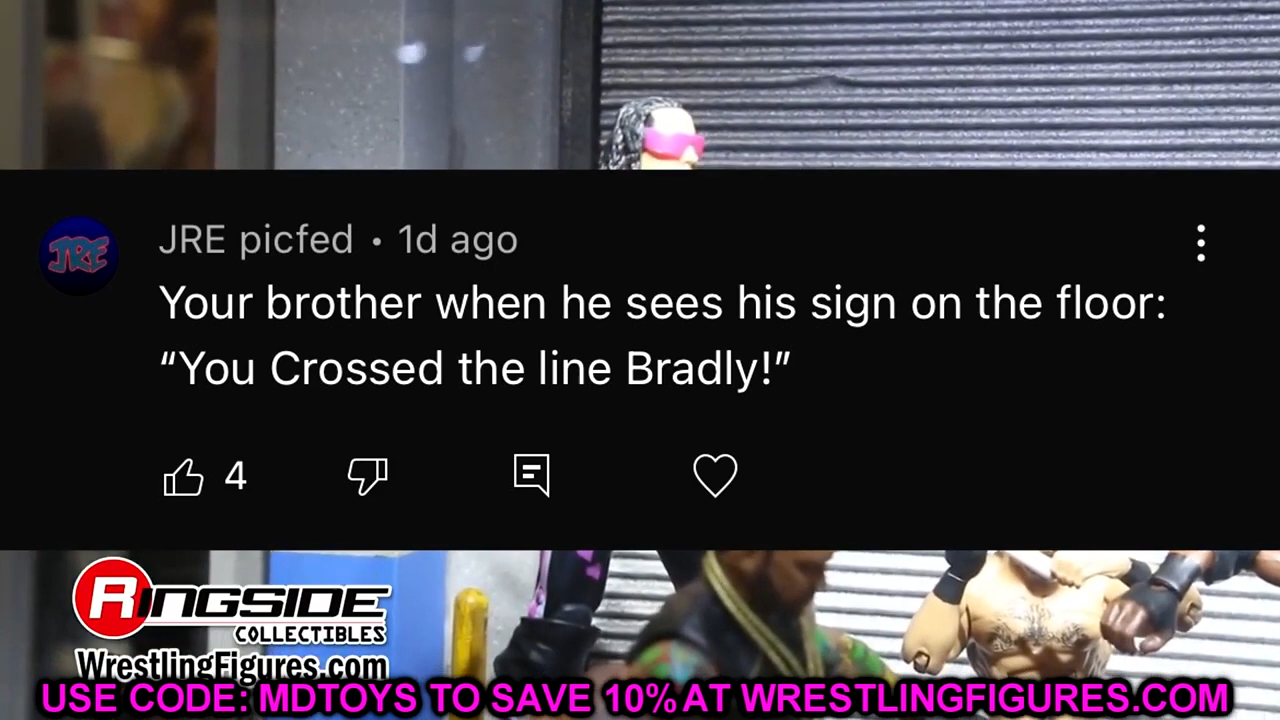 JRE
JRE picfed • 1d ago
Your brother when he sees his sign on the floor:
“You Crossed the line Bradly!”
4
RINGSIDE
COLLECTIBLES
WrestlingFigures.com
USE CODE: MDTOYS TO SAVE 10% AT WRESTLINGFIGURES.COM